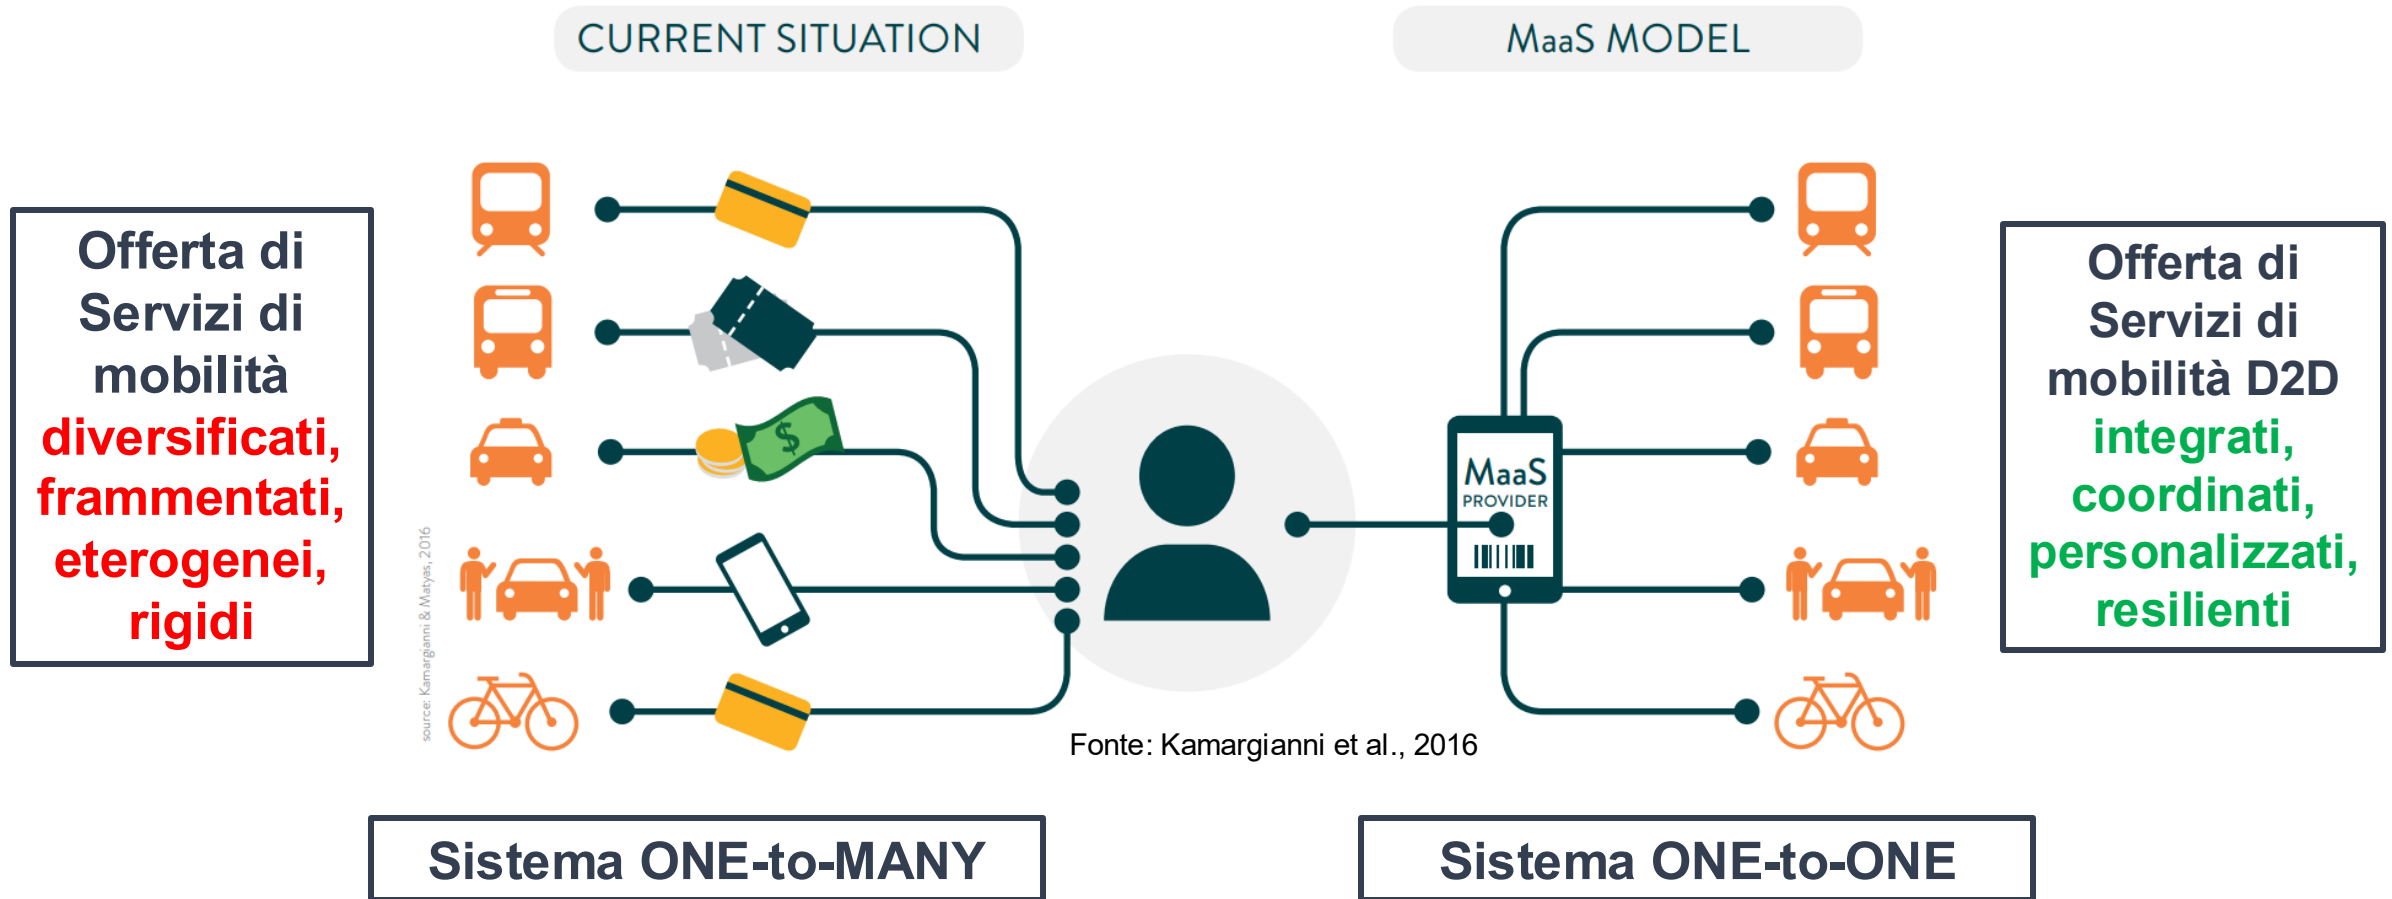 CURRENT SITUATION
MaaS MODEL
Offerta di
Servizi di
mobilità
diversificati,
frammentati,
eterogenei,
rigidi
source: Kamargianni & Matyas, 2016
$
MaaS
PROVIDER
Offerta di
Servizi di
mobilità D2D
integrati,
coordinati,
personalizzati,
resilienti
Fonte: Kamargianni et al., 2016
Sistema ONE-to-MANY
Sistema ONE-to-ONE